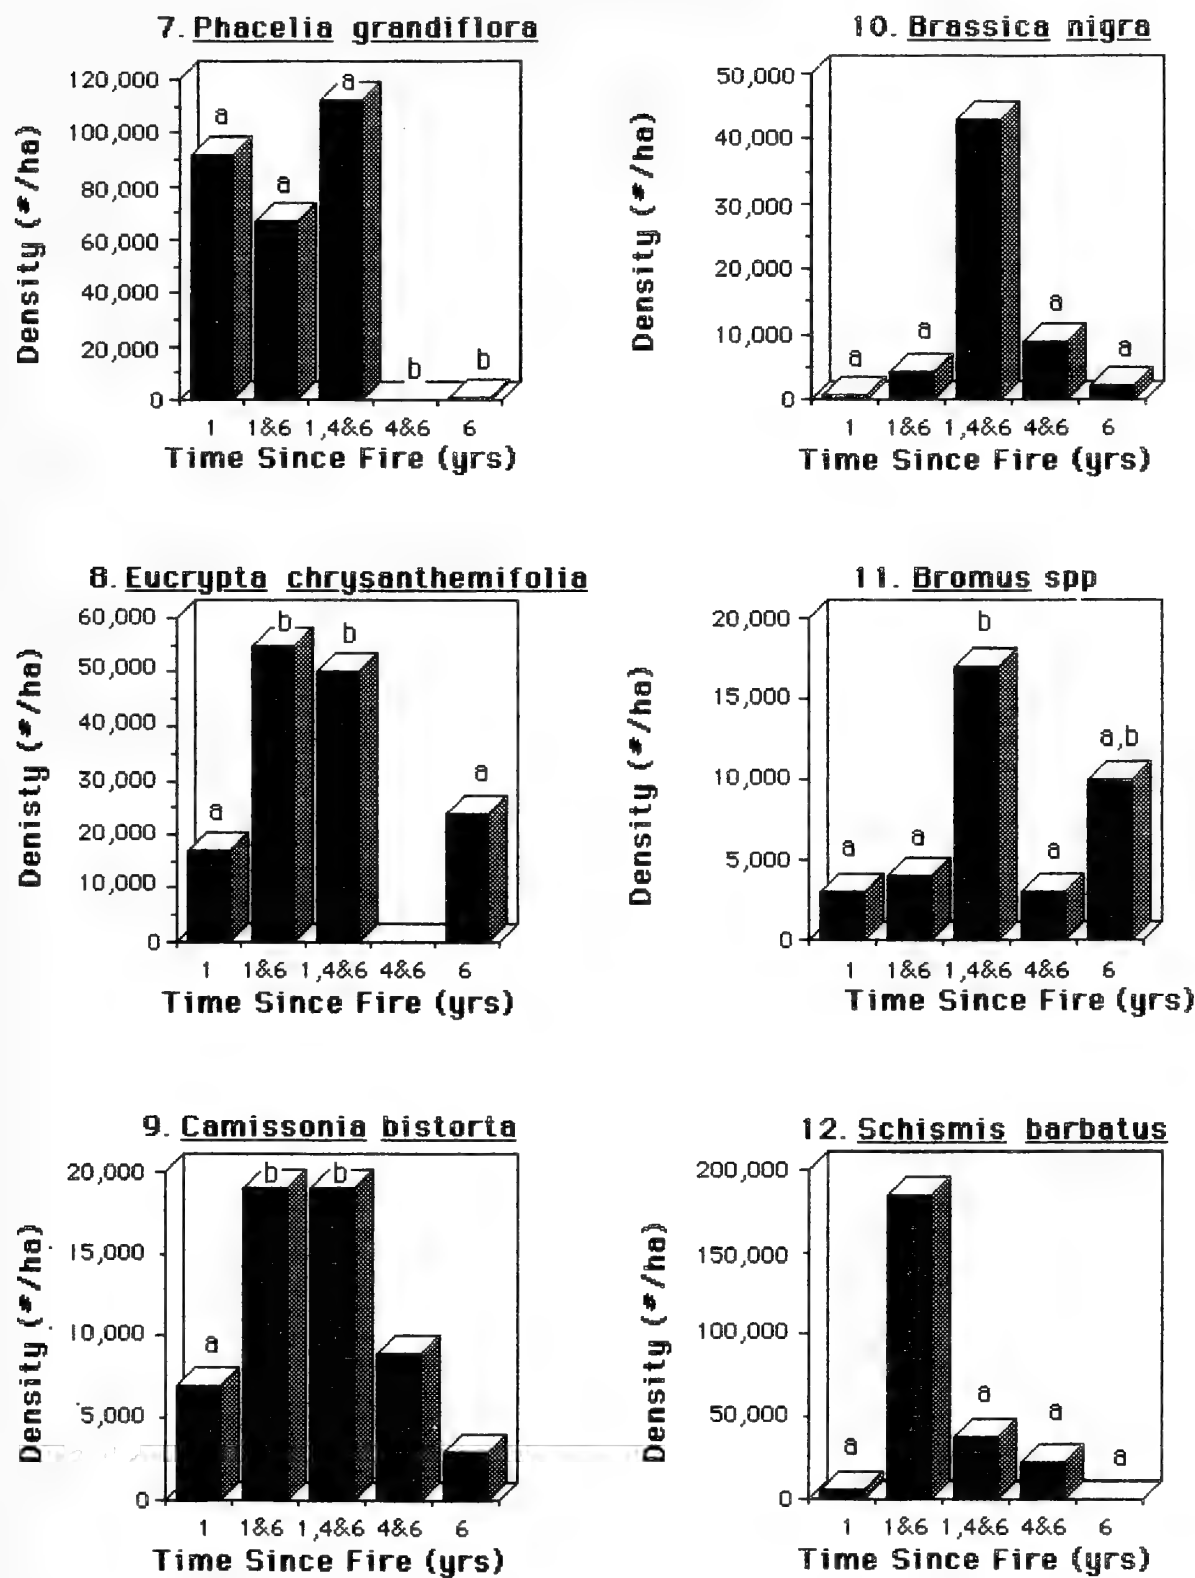 7. Phacelia grandiflora
Density (#/ha)
120,000
100,000
80,000
60,000
40,000
20,000
0
a
a
a
b
b
1 1&6 1,4&6 4&6 6
Time Since Fire (yrs)
10. Brassica nigra
Density (#/ha)
50,000
40,000
30,000
20,000
10,000
0
a
a
a
a
1 1&6 1,4&6 4&6 6
Time Since Fire (yrs)
8. Eucrypta chrysanthemifolia
Denisty (#/ha)
60,000
50,000
40,000
30,000
20,000
10,000
0
a
b
b
a
1 1&6 1,4&6 4&6 6
Time Since Fire (yrs)
11. Bromus spp
Density (#/ha)
20,000
15,000
10,000
5,000
0
a
a
b
a
a,b
1 1&6 1,4&6 4&6 6
Time Since Fire (yrs)
9. Camissonia bistorta
Density (#/ha)
20,000
15,000
10,000
5,000
0
a
b
b
1 1&6 1,4&6 4&6 6
Time Since Fire (yrs)
12. Schismis barbatus
Density (#/ha)
200,000
150,000
100,000
50,000
0
a
a
a
a
1 1&6 1,4&6 4&6 6
Time Since Fire (yrs)